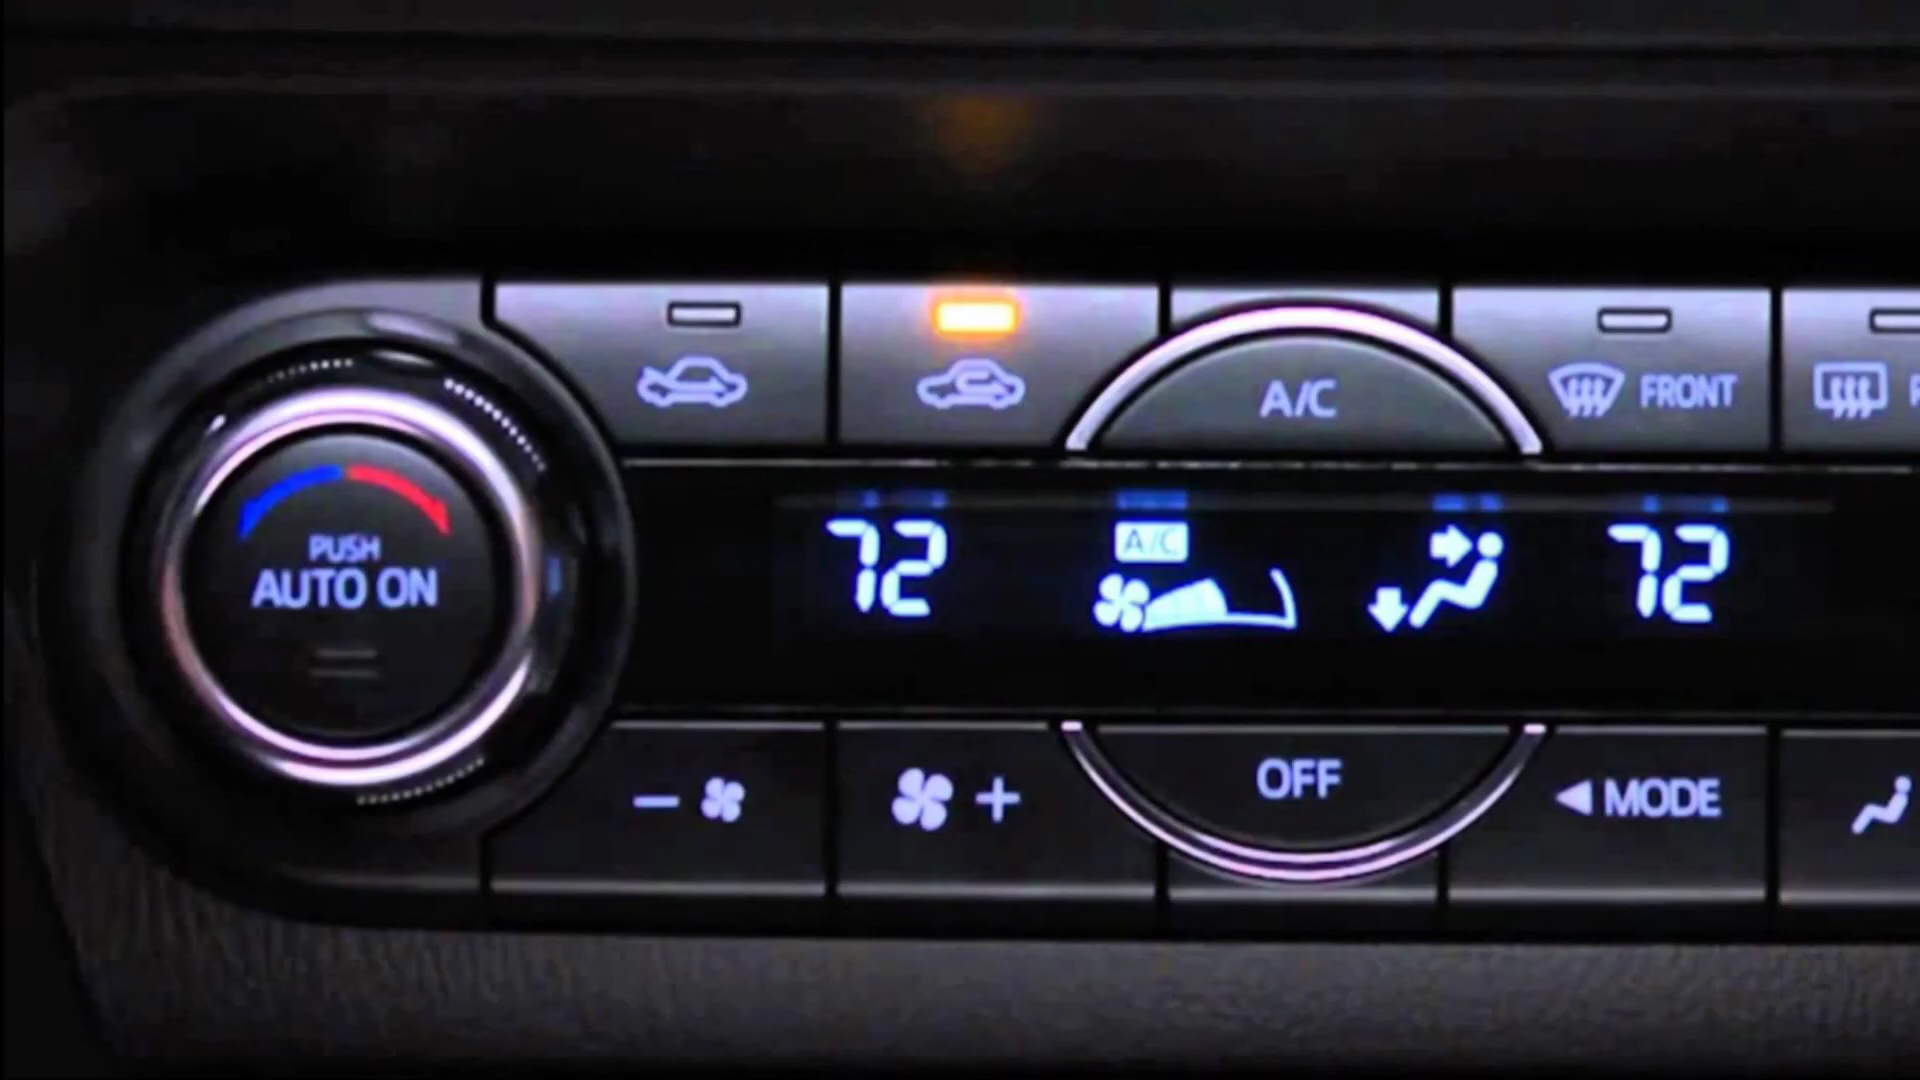 A/C
FRONT
PUSH
AUTO ON
72
A/C
72
OFF
MODE